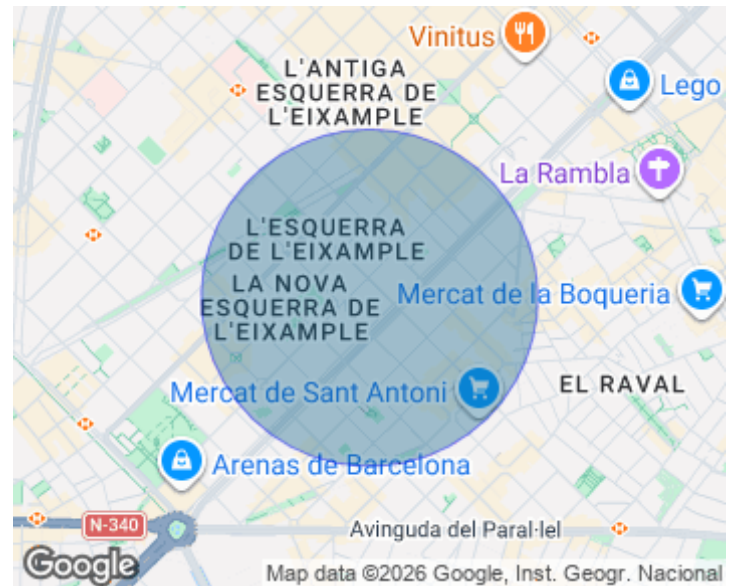 Vinitus
L'ANTIGA
ESQUERRA DE
L'EIXAMPLE
Lego
La Rambla
L'ESQUERRA
DE L'EIXAMPLE
LA NOVA
ESQUERRA DE
L'EIXAMPLE
Mercat de la Boqueria
Mercat de Sant Antoni
EL RAVAL
Arenas de Barcelona
N-340
Avinguda del Paral·lel
Google
Map data ©2026 Google, Inst. Geogr. Nacional